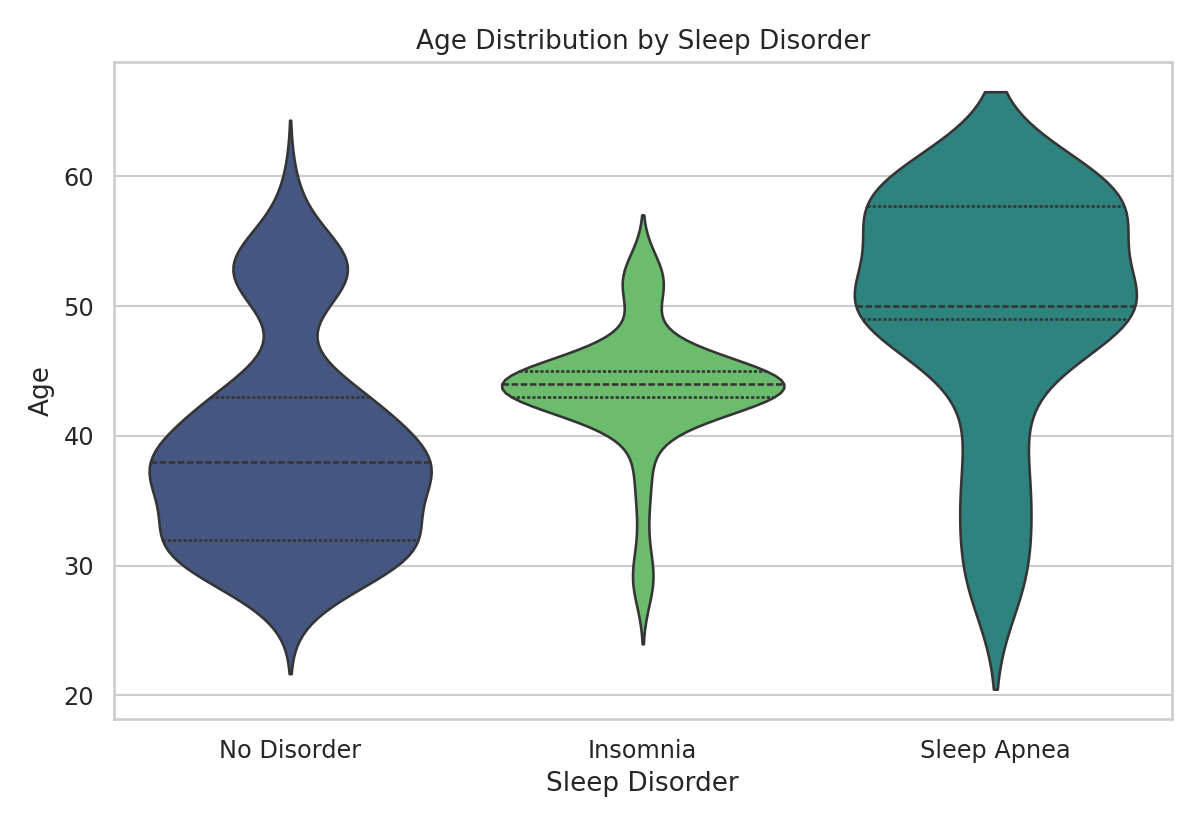 Age Distribution by Sleep Disorder
Age
60
50
40
30
20
No Disorder
Insomnia
Sleep Apnea
Sleep Disorder